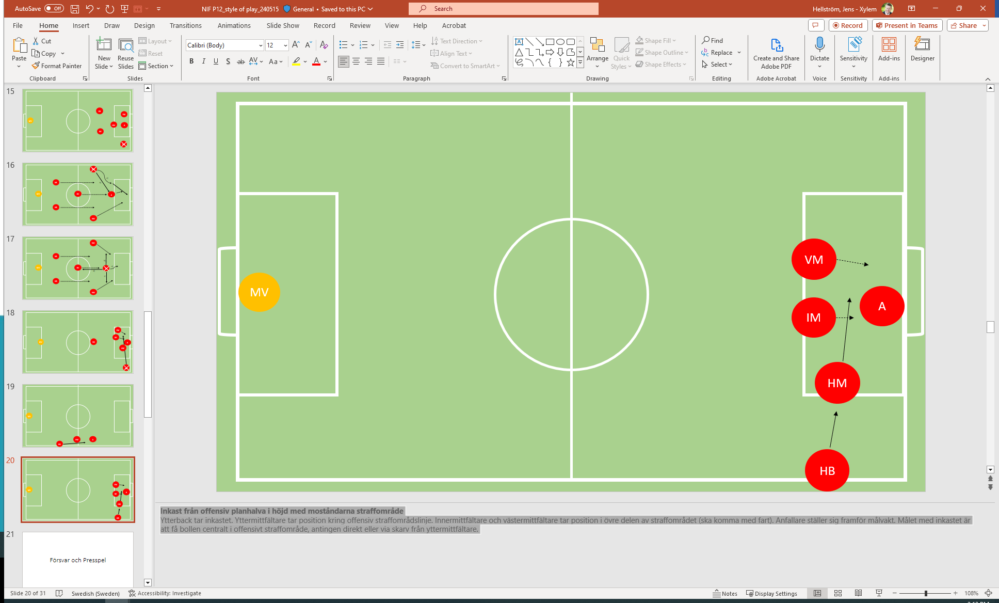 AutoSave Off NIF P12_style of play_240515 General • Saved to this PC Search Hellström, Jens - Xylem
File Home Insert Draw Design Transitions Animations Slide Show Record Review View Help Acrobat Record Present in Teams Share
Paste Cut Copy Format Painter
New Slide Reuse Slides Layout Reset Section
Calibri (Body) 12
B I U S ab AV Aa A
Text Direction Align Text Convert to SmartArt
Arrange Quick Styles Shape Fill Shape Outline Shape Effects
Find Replace Select
Create and Share Adobe PDF
Dictate Sensitivity Add-ins Designer
Clipboard Slides Font Paragraph Drawing Editing Adobe Acrobat Voice Sensitivity Add-ins
15
16
17
18
19
20
21
Försvar och Presspel
VM
MV
A
IM
HM
HB
Inkast från offensiv planhalva i höjd med moståndarna straffområde
Ytterback tar inkastet. Yttermittfältare tar position kring offensiv straffområdslinje. Innermittfältare och västermittfältare tar position i övre delen av straffområdet (ska komma med fart). Anfallare ställer sig framför målvakt. Målet med inkastet är
att få bollen centralt i offensivt straffområde, antingen direkt eller via skarv från yttermittfältare.
Slide 20 of 31 Swedish (Sweden) Accessibility: Investigate Notes Display Settings 108%